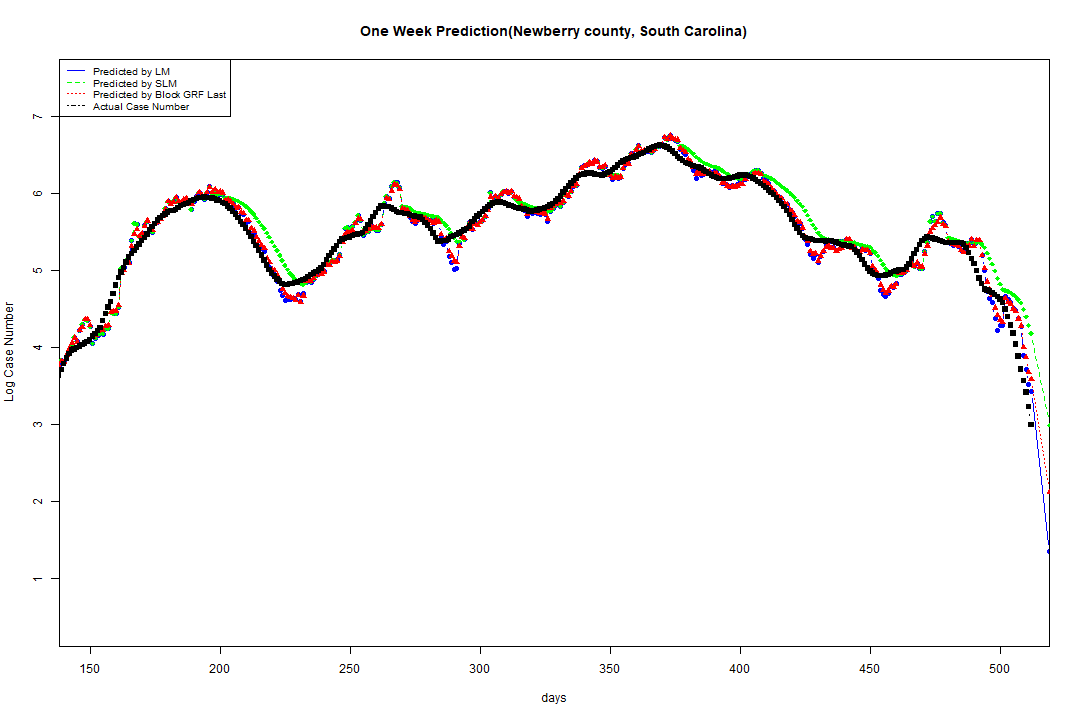 One Week Prediction(Newberry county, South Carolina)
Predicted by LM
Predicted by SLM
Predicted by Block GRF Last
Actual Case Number
7
6
5
4
3
2
1
Log Case Number
150 200 250 300 350 400 450 500
days